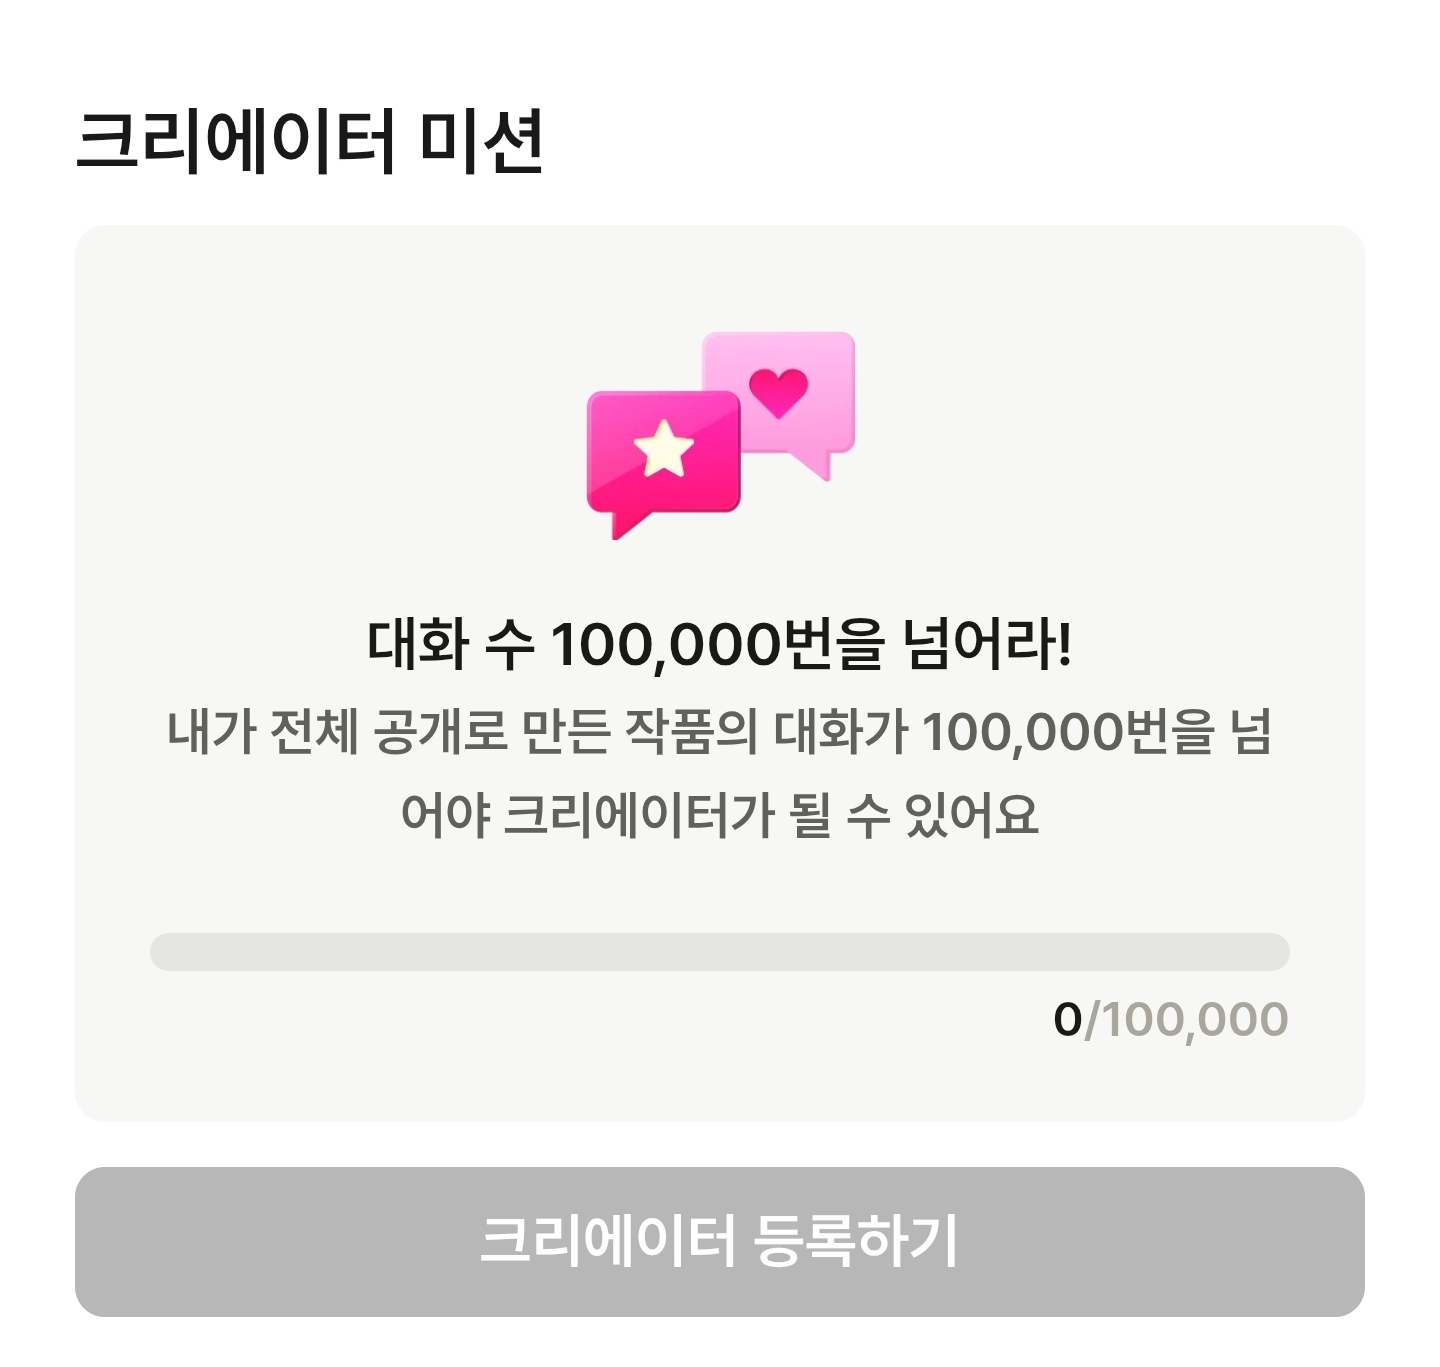 크리에이터 미션
대화 수 100,000번을 넘어라!
내가 전체 공개로 만든 작품의 대화가 100,000번을 넘
어야 크리에이터가 될 수 있어요
0/100,000
크리에이터 등록하기